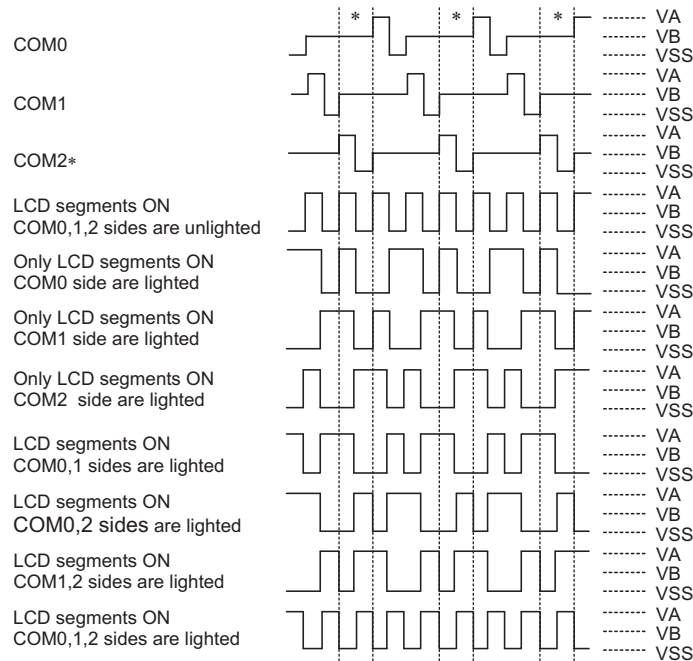 * * *
COM0
VA
VB
VSS
COM1
VA
VB
VSS
COM2*
VA
VB
VSS
LCD segments ON
COM0,1,2 sides are unlighted
VA
VB
VSS
Only LCD segments ON
COM0 side are lighted
VA
VB
VSS
Only LCD segments ON
COM1 side are lighted
VA
VB
VSS
Only LCD segments ON
COM2 side are lighted
VA
VB
VSS
LCD segments ON
COM0,1 sides are lighted
VA
VB
VSS
LCD segments ON
COM0,2 sides are lighted
VA
VB
VSS
LCD segments ON
COM1,2 sides are lighted
VA
VB
VSS
LCD segments ON
COM0,1,2 sides are lighted
VA
VB
VSS